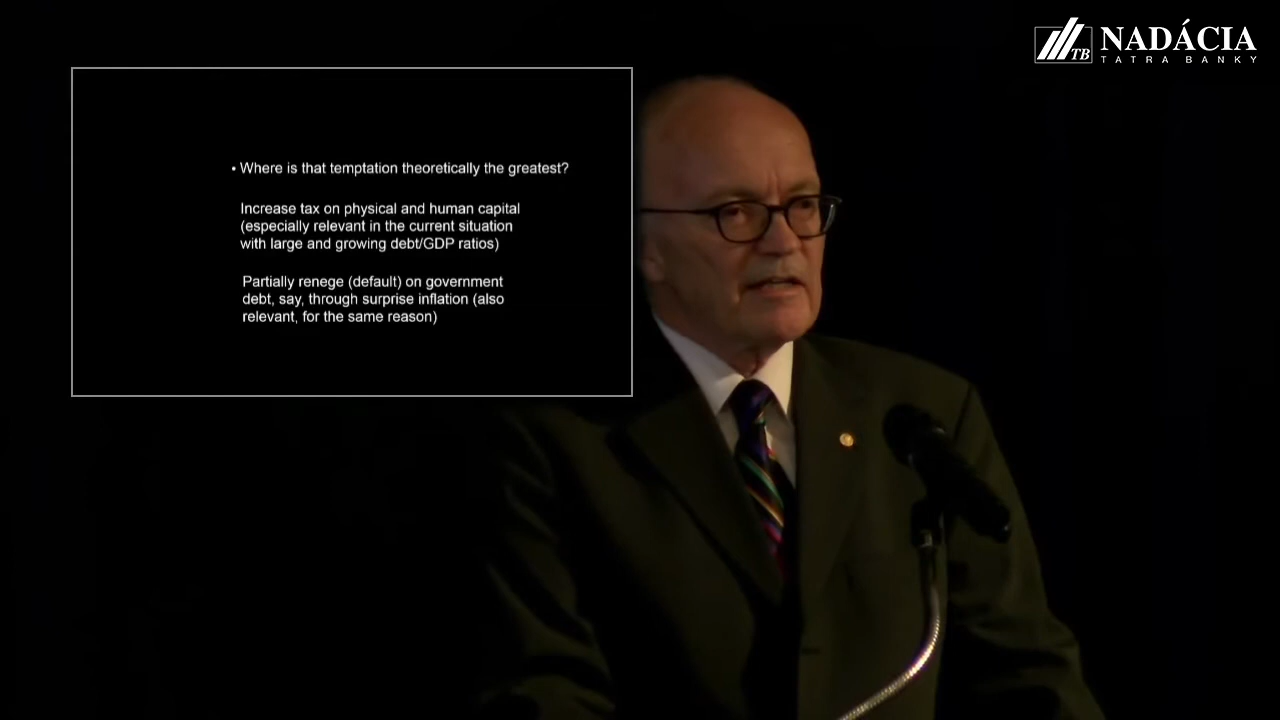 TB NADÁCIA
TATRA BANKY
• Where is that temptation theoretically the greatest?
Increase tax on physical and human capital
(especially relevant in the current situation
with large and growing debt/GDP ratios)
Partially renege (default) on government
debt, say, through surprise inflation (also
relevant, for the same reason)